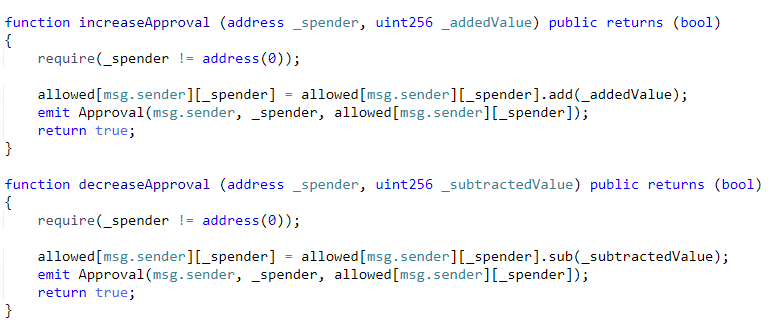 function increaseApproval (address _spender, uint256 _addedValue) public returns (bool)
{
    require(_spender != address(0));

    allowed[msg.sender][_spender] = allowed[msg.sender][_spender].add(_addedValue);
    emit Approval(msg.sender, _spender, allowed[msg.sender][_spender]);
    return true;
}

function decreaseApproval (address _spender, uint256 _subtractedValue) public returns (bool)
{
    require(_spender != address(0));

    allowed[msg.sender][_spender] = allowed[msg.sender][_spender].sub(_subtractedValue);
    emit Approval(msg.sender, _spender, allowed[msg.sender][_spender]);
    return true;
}